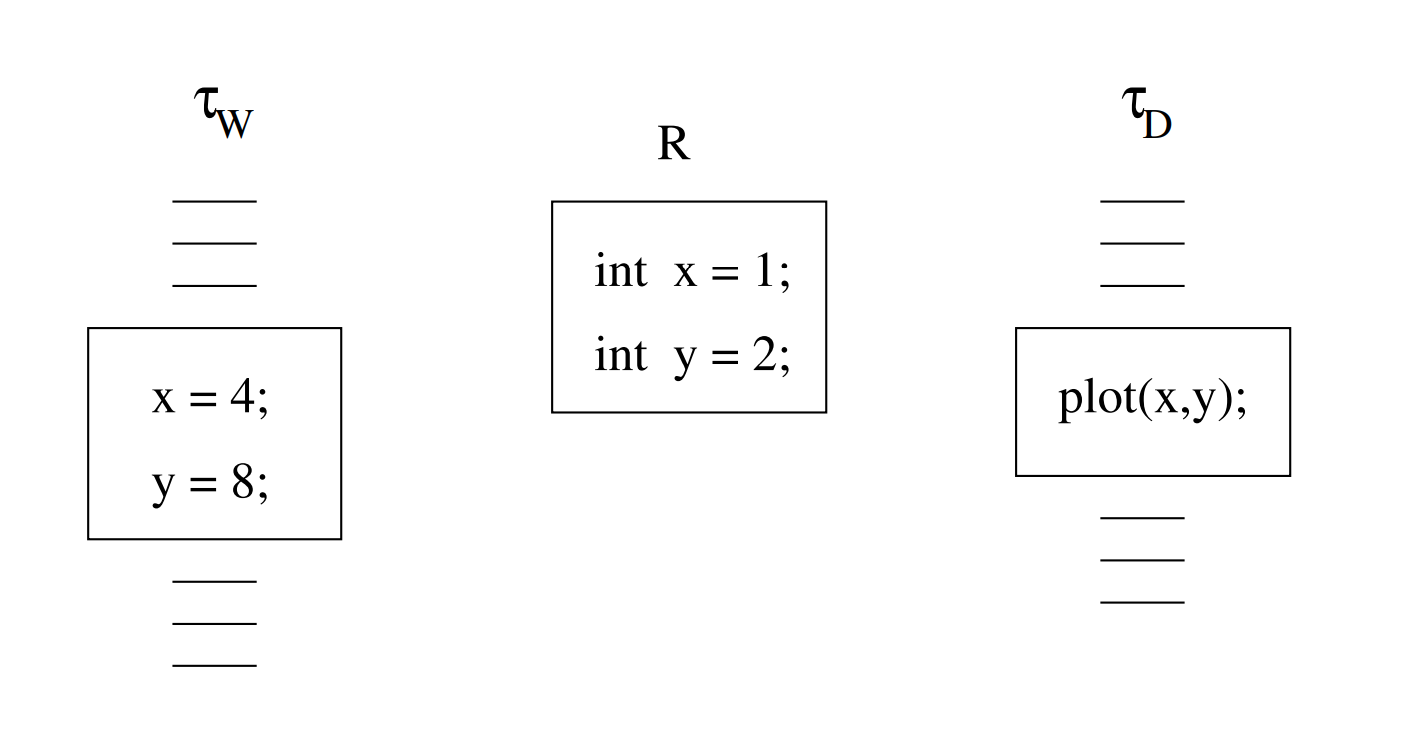 τW
x = 4;
y = 8;
R
int x = 1;
int y = 2;
τD
plot(x,y);